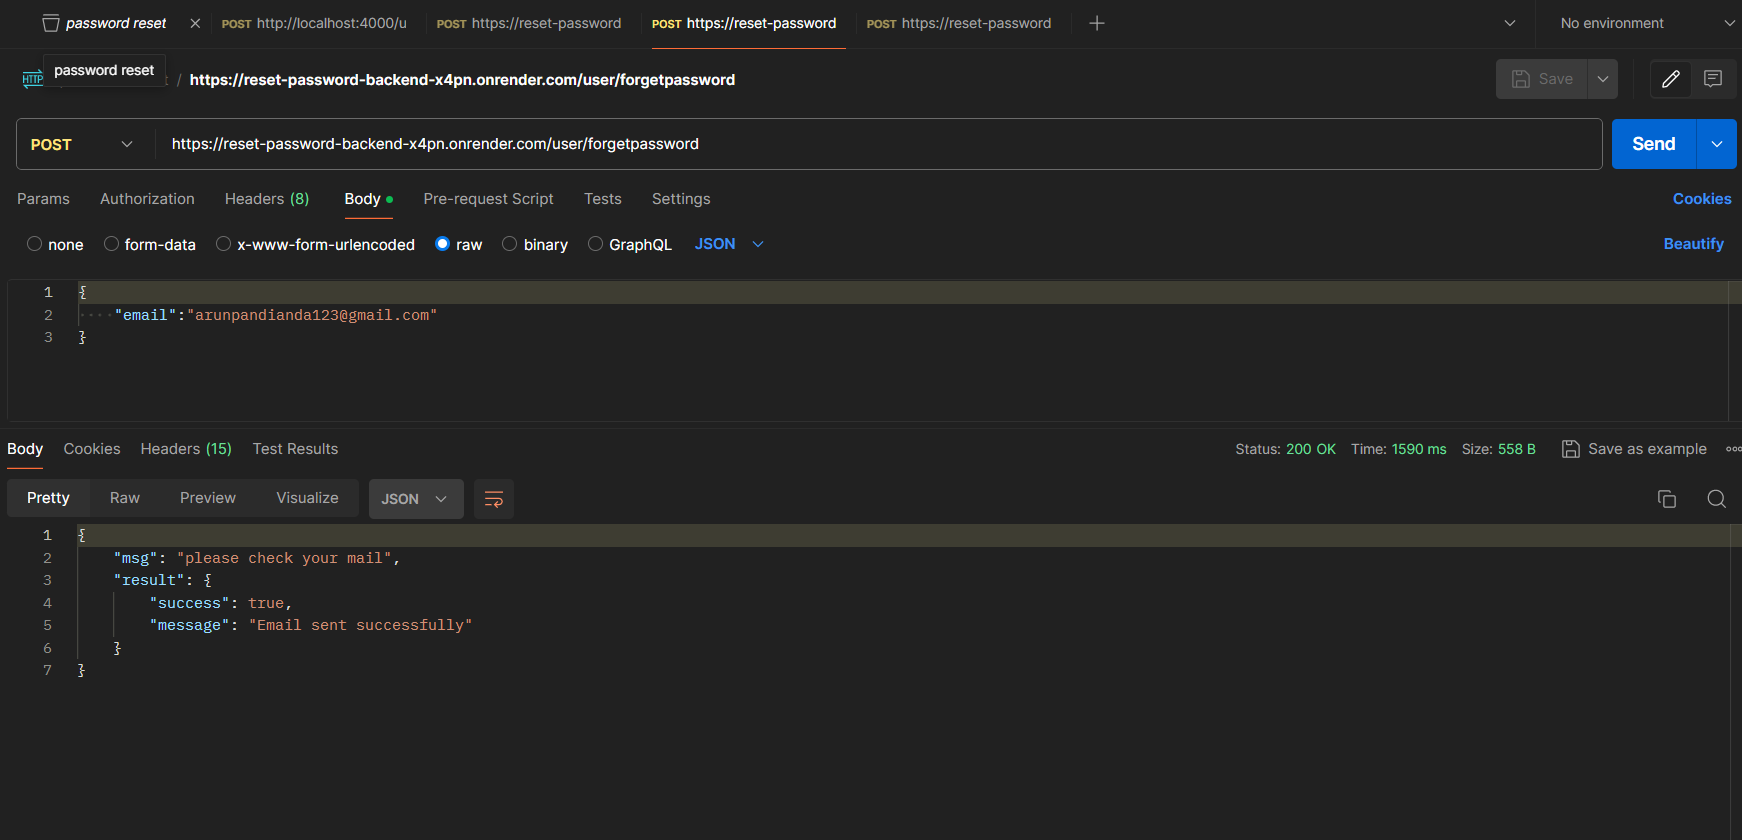 password reset
POST http://localhost:4000/u
POST https://reset-password
POST https://reset-password
POST https://reset-password
No environment
HTTP
password reset
/ https://reset-password-backend-x4pn.onrender.com/user/forgetpassword
Save
POST
https://reset-password-backend-x4pn.onrender.com/user/forgetpassword
Send
Params Authorization Headers (8) Body Pre-request Script Tests Settings Cookies
none form-data x-www-form-urlencoded raw binary GraphQL JSON Beautify
1 {
2 "email":"arunpandianda123@gmail.com"
3 }
Body Cookies Headers (15) Test Results Status: 200 OK Time: 1590 ms Size: 558 B Save as example
Pretty Raw Preview Visualize JSON
1 {
2 "msg": "please check your mail",
3 "result": {
4 "success": true,
5 "message": "Email sent successfully"
6 }
7 }